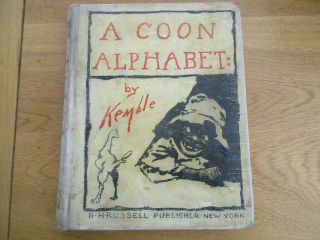 A COON
ALPHABET:
by
Kemble
R·H·RUSSELL PUBLISHER NEW YORK